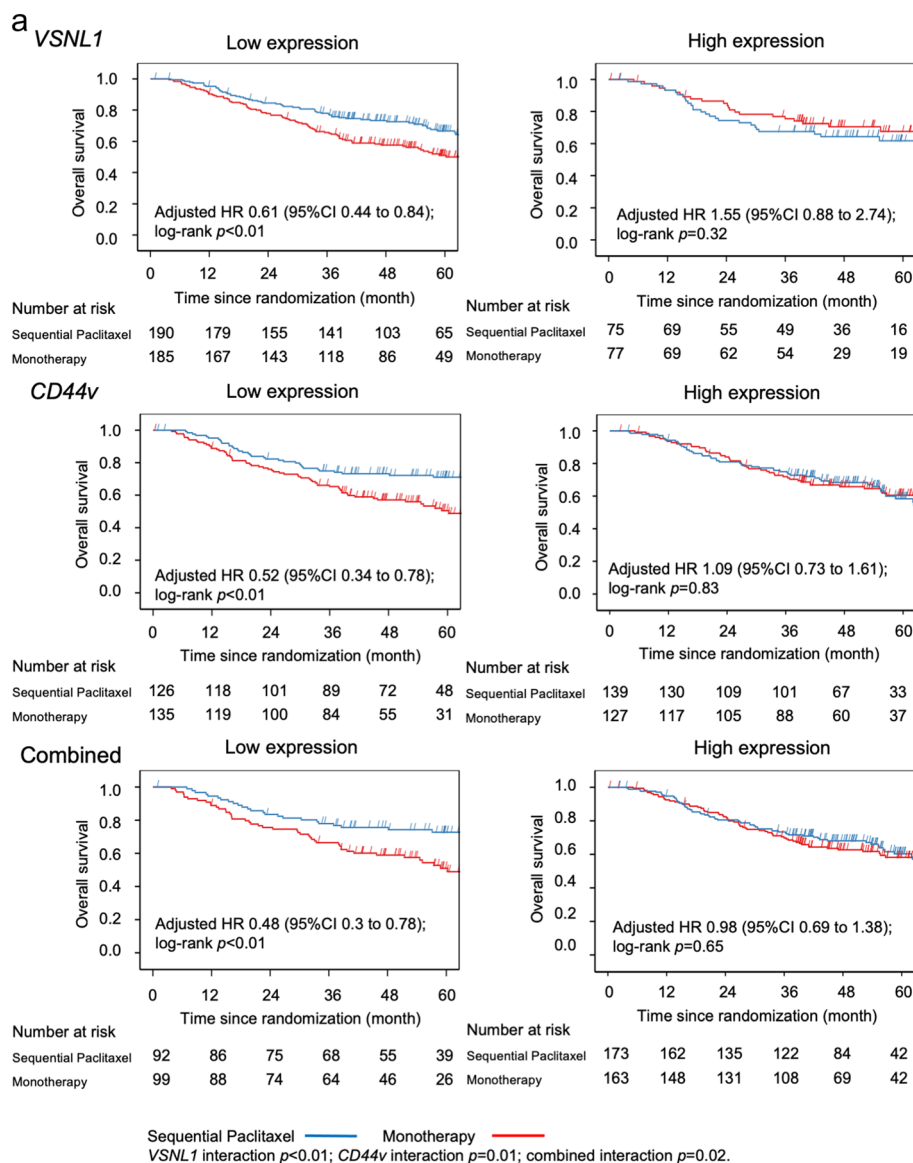 a
VSNL1
Low expression
Overall survival
1.0
0.8
0.6
0.4
0.2
0.0
Adjusted HR 0.61 (95%CI 0.44 to 0.84);
log-rank p<0.01
0 12 24 36 48 60
Time since randomization (month)
Number at risk
Sequential Paclitaxel 190 179 155 141 103 65
Monotherapy 185 167 143 118 86 49
High expression
Overall survival
1.0
0.8
0.6
0.4
0.2
0.0
Adjusted HR 1.55 (95%CI 0.88 to 2.74);
log-rank p=0.32
0 12 24 36 48 60
Time since randomization (month)
Number at risk
Sequential Paclitaxel 75 69 55 49 36 16
Monotherapy 77 69 62 54 29 19
CD44v
Low expression
Overall survival
1.0
0.8
0.6
0.4
0.2
0.0
Adjusted HR 0.52 (95%CI 0.34 to 0.78);
log-rank p<0.01
0 12 24 36 48 60
Time since randomization (month)
Number at risk
Sequential Paclitaxel 126 118 101 89 72 48
Monotherapy 135 119 100 84 55 31
High expression
Overall survival
1.0
0.8
0.6
0.4
0.2
0.0
Adjusted HR 1.09 (95%CI 0.73 to 1.61);
log-rank p=0.83
0 12 24 36 48 60
Time since randomization (month)
Number at risk
Sequential Paclitaxel 139 130 109 101 67 33
Monotherapy 127 117 105 88 60 37
Combined
Low expression
Overall survival
1.0
0.8
0.6
0.4
0.2
0.0
Adjusted HR 0.48 (95%CI 0.3 to 0.78);
log-rank p<0.01
0 12 24 36 48 60
Time since randomization (month)
Number at risk
Sequential Paclitaxel 92 86 75 68 55 39
Monotherapy 99 88 74 64 46 26
High expression
Overall survival
1.0
0.8
0.6
0.4
0.2
0.0
Adjusted HR 0.98 (95%CI 0.69 to 1.38);
log-rank p=0.65
0 12 24 36 48 60
Time since randomization (month)
Number at risk
Sequential Paclitaxel 173 162 135 122 84 42
Monotherapy 163 148 131 108 69 42
Sequential Paclitaxel Monotherapy
VSNL1 interaction p<0.01; CD44v interaction p=0.01; combined interaction p=0.02.